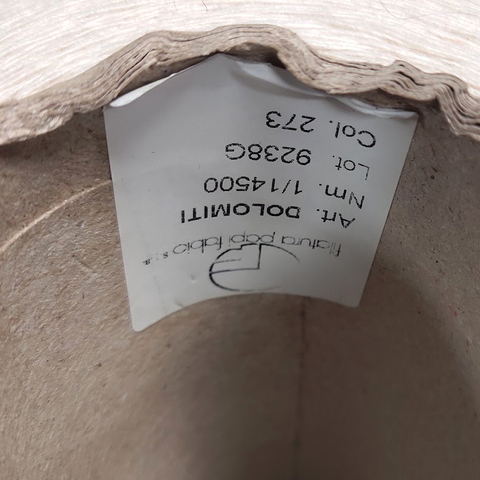 filatura papi fabio s.p.a.
Art. DOLOMITI
Nm. 1/14500
Lot. 9238G
Col. 273